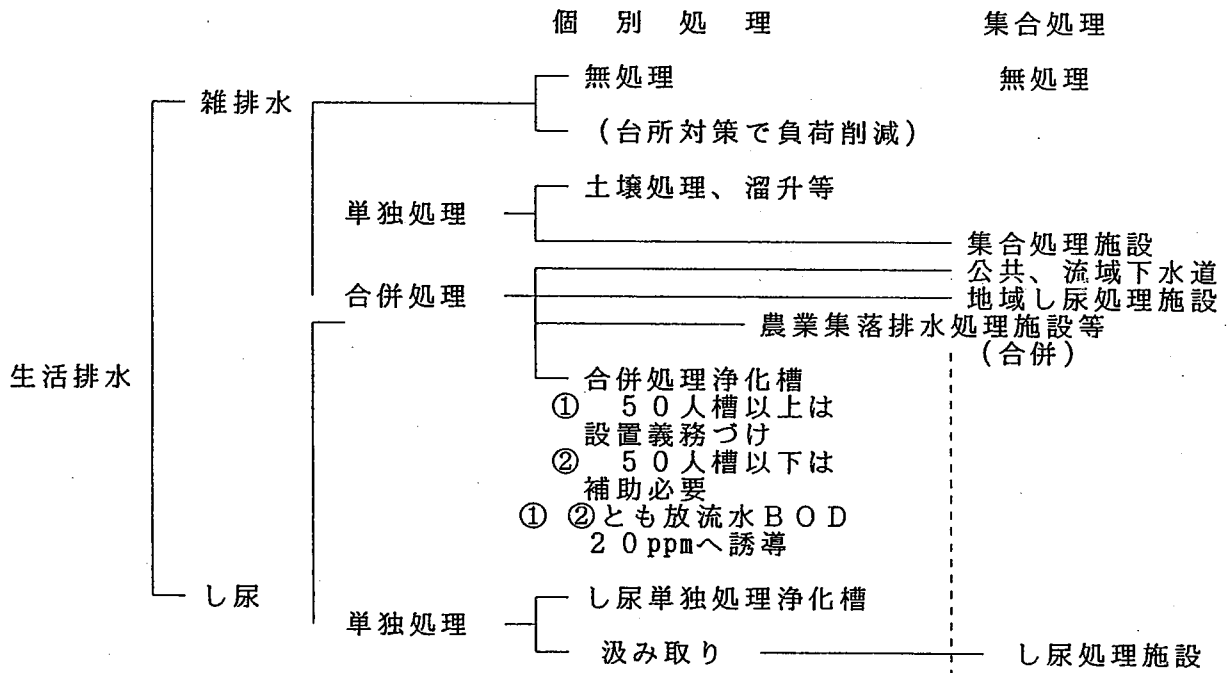 個別処理 集合処理
無処理 無処理
雑排水
(台所対策で負荷削減)
土壌処理、溜升等
単独処理
集合処理施設
公共、流域下水道
合併処理 地域し尿処理施設
農業集落排水処理施設等
(合併)
生活排水
合併処理浄化槽
① 50人槽以上は
設置義務づけ
② 50人槽以下は
補助必要
① ②とも放流水BOD
20ppmへ誘導
し尿
し尿単独処理浄化槽
単独処理
汲み取り し尿処理施設